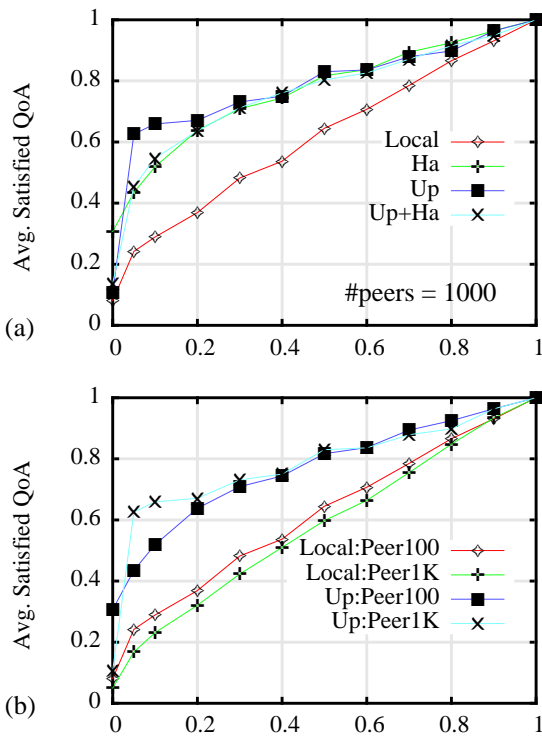 1
0.8
0.6
0.4
0.2
0
Avg. Satisfied QoA
Local
Ha
Up
Up+Ha
#peers = 1000
(a)
0 0.2 0.4 0.6 0.8 1
1
0.8
0.6
0.4
0.2
0
Avg. Satisfied QoA
Local:Peer100
Local:Peer1K
Up:Peer100
Up:Peer1K
(b)
0 0.2 0.4 0.6 0.8 1